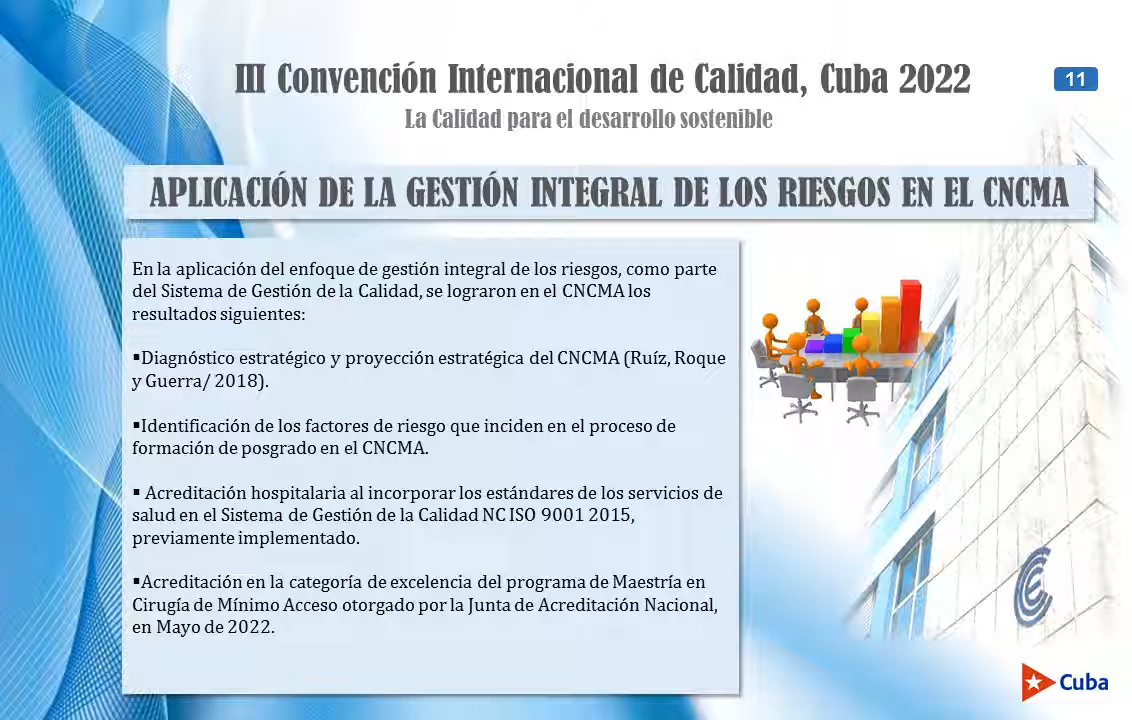 III Convención Internacional de Calidad, Cuba 2022
11
La Calidad para el desarrollo sostenible
APLICACIÓN DE LA GESTIÓN INTEGRAL DE LOS RIESGOS EN EL CNCMA
En la aplicación del enfoque de gestión integral de los riesgos, como parte
del Sistema de Gestión de la Calidad, se lograron en el CNCMA los
resultados siguientes:
▪Diagnóstico estratégico y proyección estratégica del CNCMA (Ruíz, Roque
y Guerra/ 2018).
▪Identificación de los factores de riesgo que inciden en el proceso de
formación de posgrado en el CNCMA.
▪ Acreditación hospitalaria al incorporar los estándares de los servicios de
salud en el Sistema de Gestión de la Calidad NC ISO 9001 2015,
previamente implementado.
▪Acreditación en la categoría de excelencia del programa de Maestría en
Cirugía de Mínimo Acceso otorgado por la Junta de Acreditación Nacional,
en Mayo de 2022.
Cuba